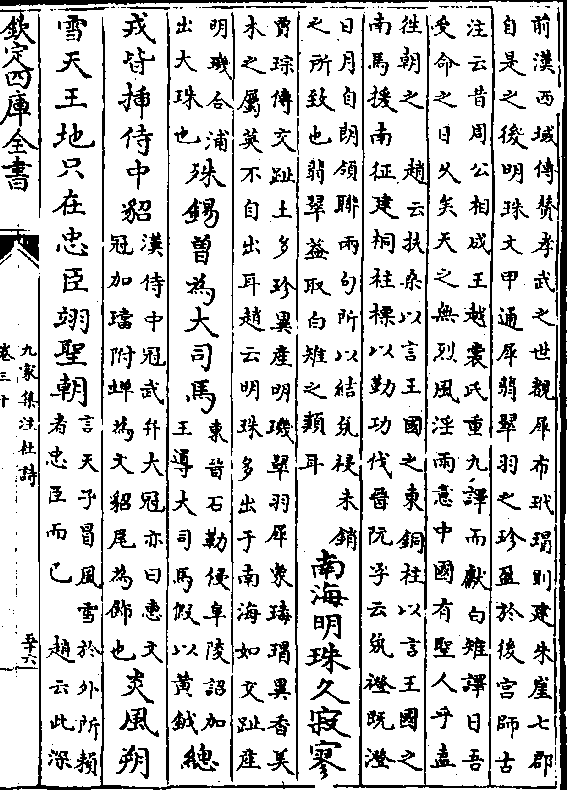 前漢西域傳贊孝武之世覩犀布玳瑁則建朱崖七郡
自是之後明珠文甲通犀翡翠羽之珍盈於後宮師古
注云昔周公相成王越裳氏重九譯而獻白雉譯曰吾
受命之日久矣天之無烈風淫雨意中國有聖人乎盍
徃朝之　趙云扶桑以言王國之東銅柱以言王國之
南馬援南征建祠柱標以勤功伐晉阮孚云氛祲既澄
日月自朗領聯兩句所以結氛祲未銷
之所致也翡翠蓋取白雉之類耳
南海明珠久寂寥
賈琮傳交趾土多珍異産明璣翠羽犀象瑇瑁異香美
木之屬莫不自出耳趙云明珠多出于南海如交趾産
明璣合浦
出大珠也
殊錫曽為大司馬
東晉石勒侵阜陵詔加
王導大司馬假以黄鉞
總
戎皆揷侍中貂
漢侍中冠武弁大冠亦曰惠文
冠加璫附蟬為文貂尾為飾也
炎風朔
雪天王地只在忠臣翊聖朝
言天子冒風雪於外所賴
者忠臣而已　趙云此深
欽定四庫全書
九家集注杜詩
卷三十
五十六